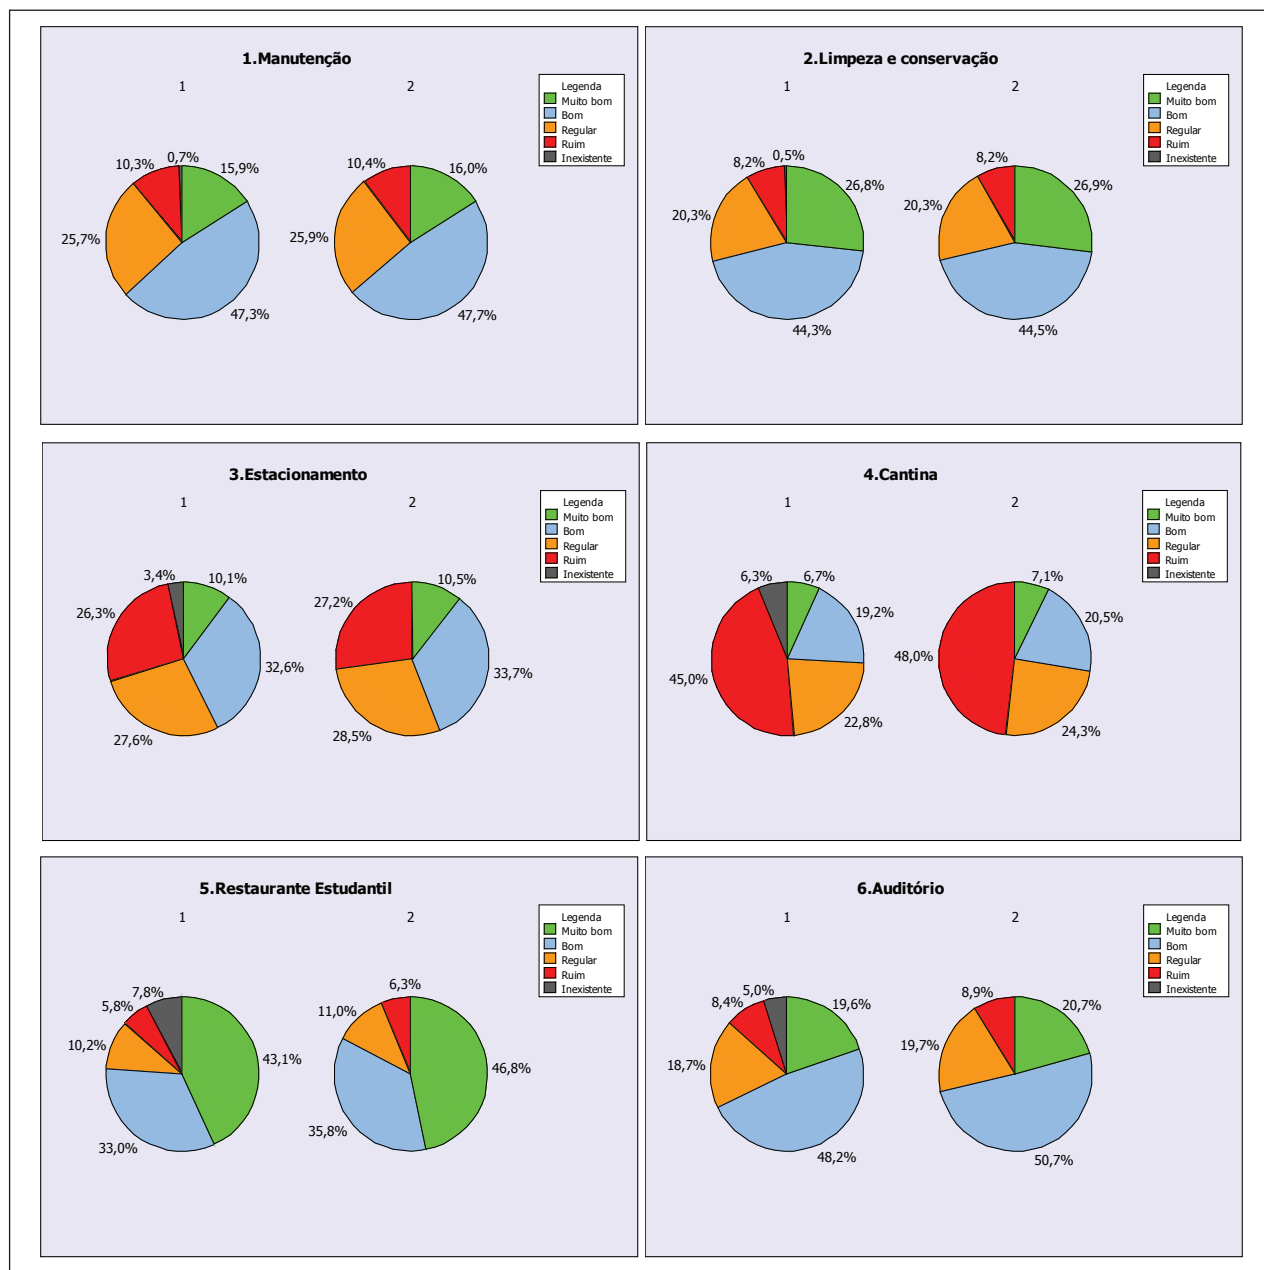 1.Manutenção
1
2
Legenda
Muito bom
Bom
Regular
Ruim
Inexistente
10,3%
0,7%
15,9%
25,7%
47,3%
10,4%
16,0%
25,9%
47,7%
2.Limpeza e conservação
1
2
Legenda
Muito bom
Bom
Regular
Ruim
Inexistente
8,2%
0,5%
26,8%
20,3%
44,3%
8,2%
26,9%
20,3%
44,5%
3.Estacionamento
1
2
Legenda
Muito bom
Bom
Regular
Ruim
Inexistente
3,4%
10,1%
26,3%
32,6%
27,6%
10,5%
27,2%
33,7%
28,5%
4.Cantina
1
2
Legenda
Muito bom
Bom
Regular
Ruim
Inexistente
6,3%
6,7%
19,2%
45,0%
22,8%
7,1%
20,5%
48,0%
24,3%
5.Restaurante Estudantil
1
2
Legenda
Muito bom
Bom
Regular
Ruim
Inexistente
7,8%
5,8%
10,2%
43,1%
33,0%
6,3%
11,0%
46,8%
35,8%
6.Auditório
1
2
Legenda
Muito bom
Bom
Regular
Ruim
Inexistente
5,0%
8,4%
19,6%
18,7%
48,2%
8,9%
20,7%
19,7%
50,7%